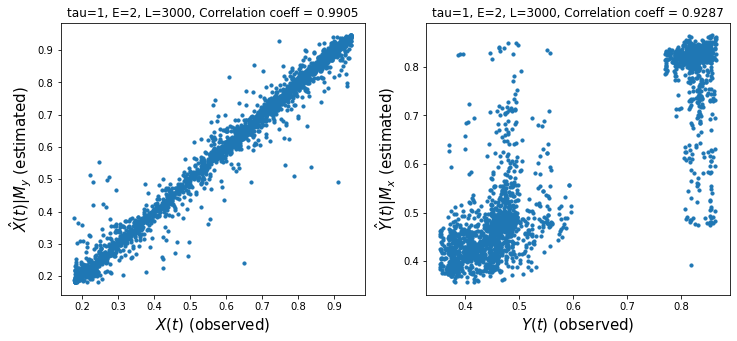 tau=1, E=2, L=3000, Correlation coeff = 0.9905
0.9
0.8
0.7
0.6
0.5
0.4
0.3
0.2
X̂(t)|M_y (estimated)
0.2 0.3 0.4 0.5 0.6 0.7 0.8 0.9
X(t) (observed)
tau=1, E=2, L=3000, Correlation coeff = 0.9287
0.8
0.7
0.6
0.5
0.4
Ŷ(t)|M_x (estimated)
0.4 0.5 0.6 0.7 0.8
Y(t) (observed)